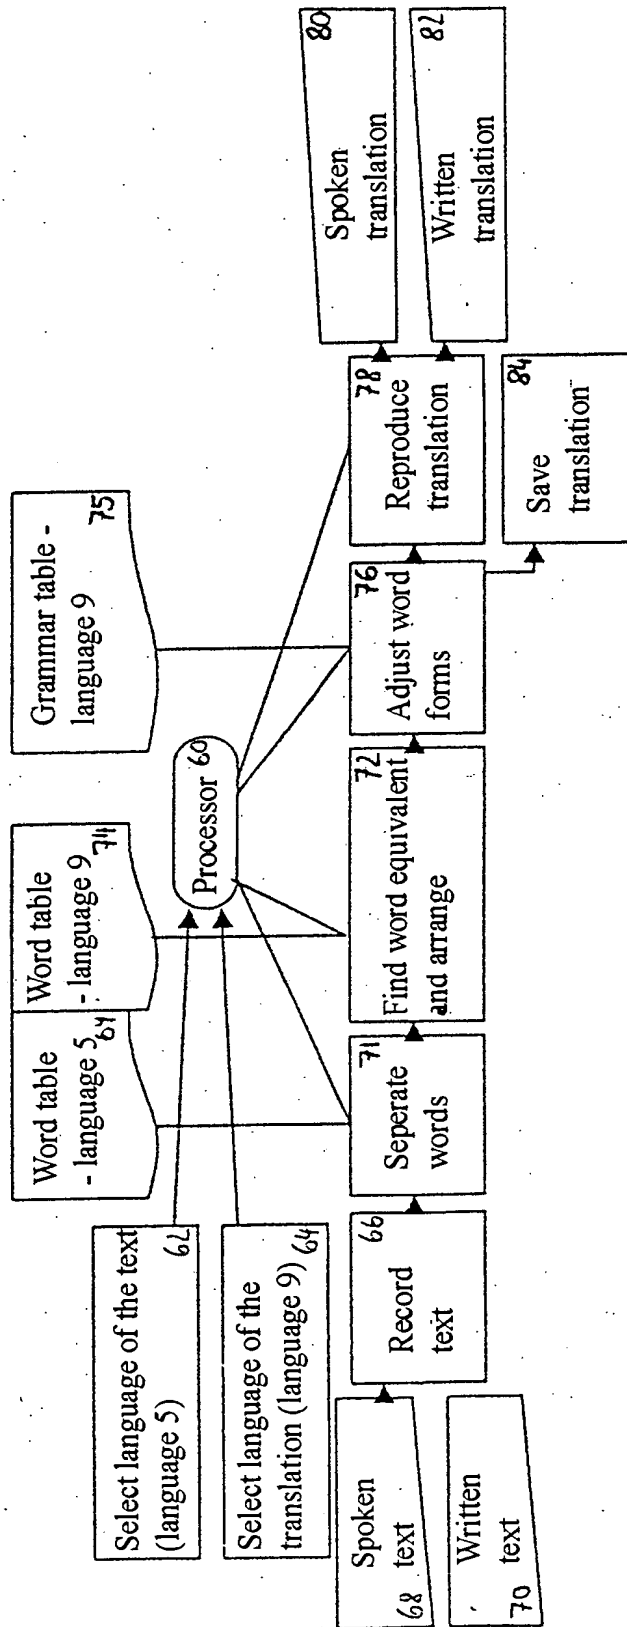 Word table
- language 5
64
Word table
- language 9
74
Grammar table -
language 9
75
Select language of the text
(language 5)
62
Select language of the
translation (language 9)
64
Processor 60
Spoken
text
68
Written
text
70
Record
text
66
Seperate
words
71
Find word equivalent
and arrange
72
Adjust word
forms
76
Reproduce
translation
78
Spoken
translation
80
Written
translation
82
Save
translation
84